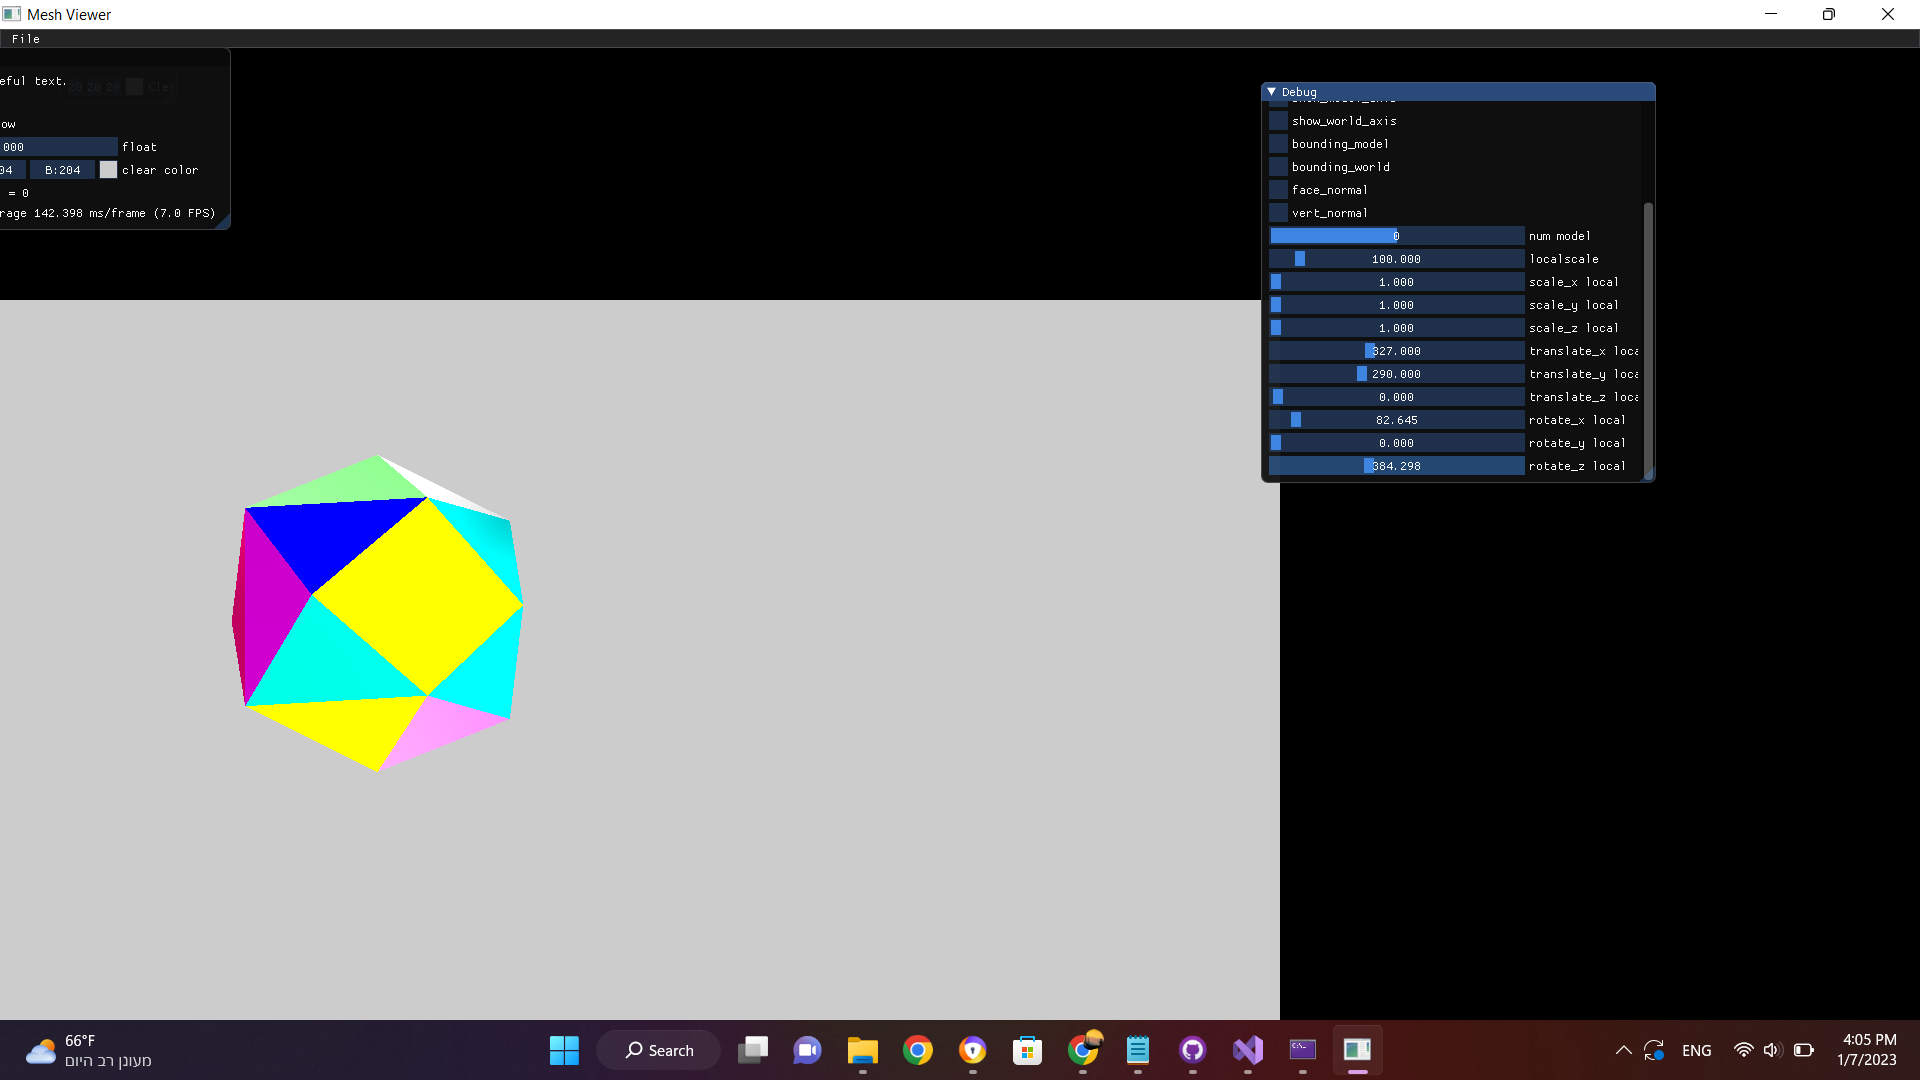 Mesh Viewer
File
eful text.
20 20 20 Cle
ow
000 float
04 B:204 clear color
= 0
rage 142.398 ms/frame (7.0 FPS)
Debug
show_world_axis
bounding_model
bounding_world
face_normal
vert_normal
0 num model
100.000 localscale
1.000 scale_x local
1.000 scale_y local
1.000 scale_z local
327.000 translate_x loca
290.000 translate_y loca
0.000 translate_z loca
82.645 rotate_x local
0.000 rotate_y local
384.298 rotate_z local
66°F
מעונן רב היום
Search
ENG
4:05 PM
1/7/2023